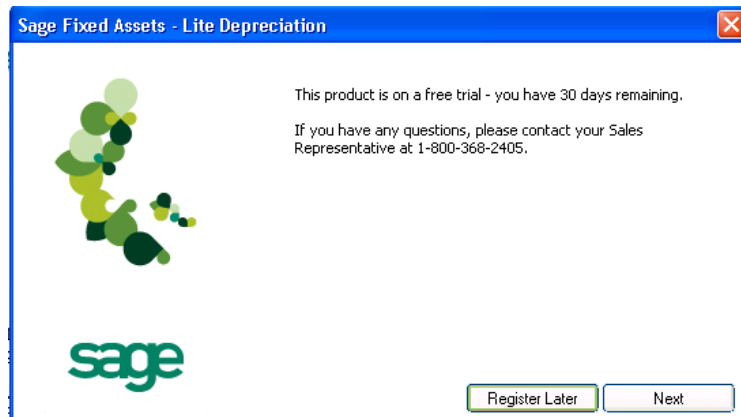 Sage Fixed Assets - Lite Depreciation
This product is on a free trial - you have 30 days remaining.
If you have any questions, please contact your Sales
Representative at 1-800-368-2405.
sage
Register Later
Next